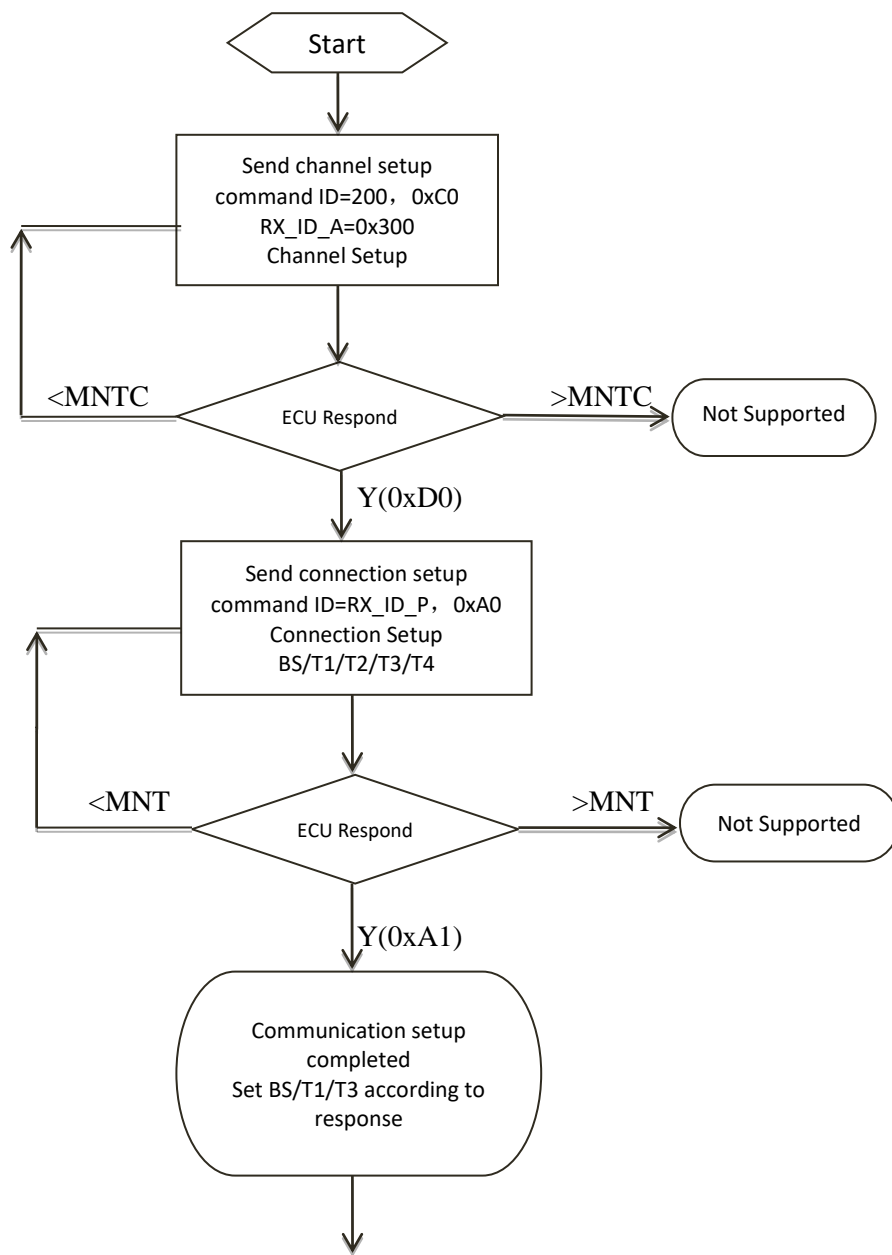 Start
Send channel setup
command ID=200，0xC0
RX_ID_A=0x300
Channel Setup
<MNTC
ECU Respond
>MNTC
Not Supported
Y(0xD0)
Send connection setup
command ID=RX_ID_P，0xA0
Connection Setup
BS/T1/T2/T3/T4
<MNT
ECU Respond
>MNT
Not Supported
Y(0xA1)
Communication setup
completed
Set BS/T1/T3 according to
response